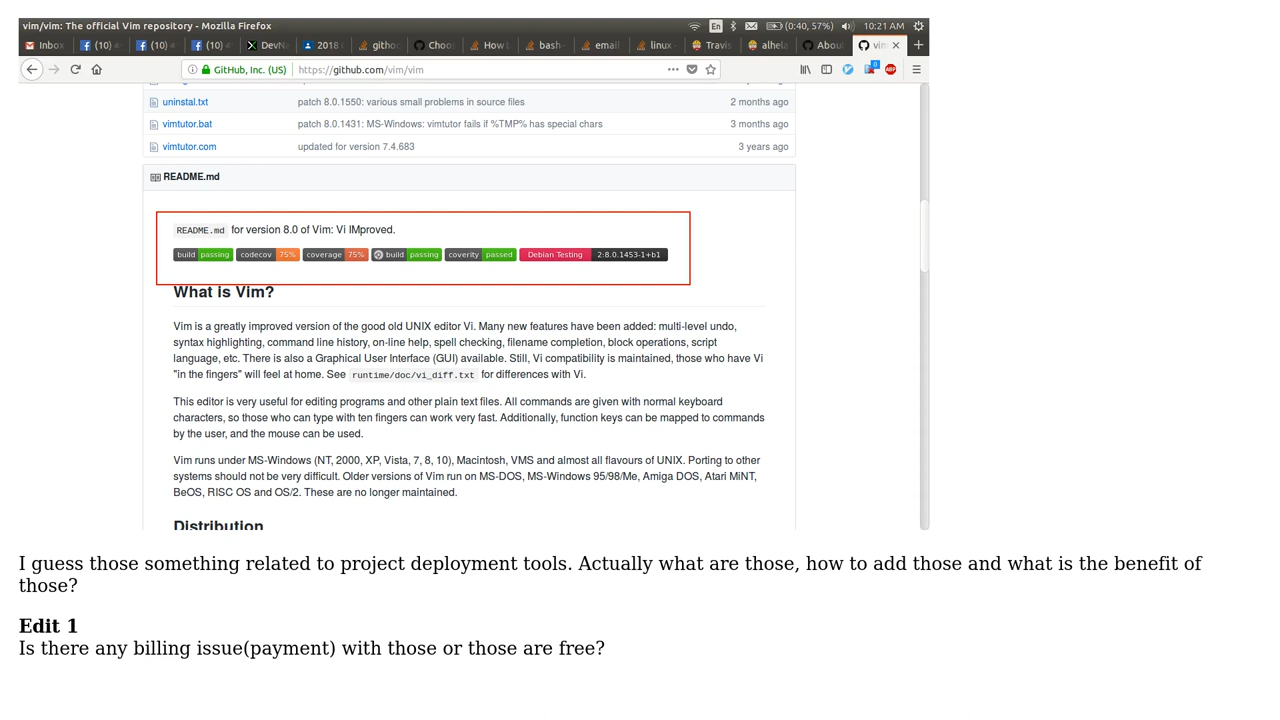 vim/vim: The official Vim repository - Mozilla Firefox
En
(0:40, 57%)
10:21 AM
Inbox
(10)
(10)
(10)
DevNa
2018
githoo
Choo
How
bash
email
linux
Travis
alhela
Abou
vim
GitHub, Inc. (US)
https://github.com/vim/vim
0
ABP
uninstal.txt
patch 8.0.1550: various small problems in source files
2 months ago
vimtutor.bat
patch 8.0.1431: MS-Windows: vimtutor fails if %TMP% has special chars
3 months ago
vimtutor.com
updated for version 7.4.683
3 years ago
README.md
README.md for version 8.0 of Vim: Vi IMproved.
build passing codecov 75% coverage 75% build passing coverity passed Debian Testing 2:8.0.1453-1+b1
What is Vim?
Vim is a greatly improved version of the good old UNIX editor Vi. Many new features have been added: multi-level undo,
syntax highlighting, command line history, on-line help, spell checking, filename completion, block operations, script
language, etc. There is also a Graphical User Interface (GUI) available. Still, Vi compatibility is maintained, those who have Vi
"in the fingers" will feel at home. See runtime/doc/vi_diff.txt for differences with Vi.
This editor is very useful for editing programs and other plain text files. All commands are given with normal keyboard
characters, so those who can type with ten fingers can work very fast. Additionally, function keys can be mapped to commands
by the user, and the mouse can be used.
Vim runs under MS-Windows (NT, 2000, XP, Vista, 7, 8, 10), Macintosh, VMS and almost all flavours of UNIX. Porting to other
systems should not be very difficult. Older versions of Vim run on MS-DOS, MS-Windows 95/98/Me, Amiga DOS, Atari MiNT,
BeOS, RISC OS and OS/2. These are no longer maintained.
Distribution
I guess those something related to project deployment tools. Actually what are those, how to add those and what is the benefit of
those?
Edit 1
Is there any billing issue(payment) with those or those are free?